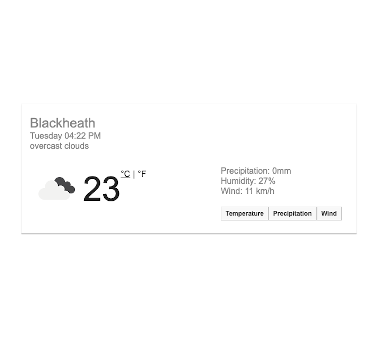 Blackheath
Tuesday 04:22 PM
overcast clouds
23 °C | °F
Precipitation: 0mm
Humidity: 27%
Wind: 11 km/h
Temperature Precipitation Wind